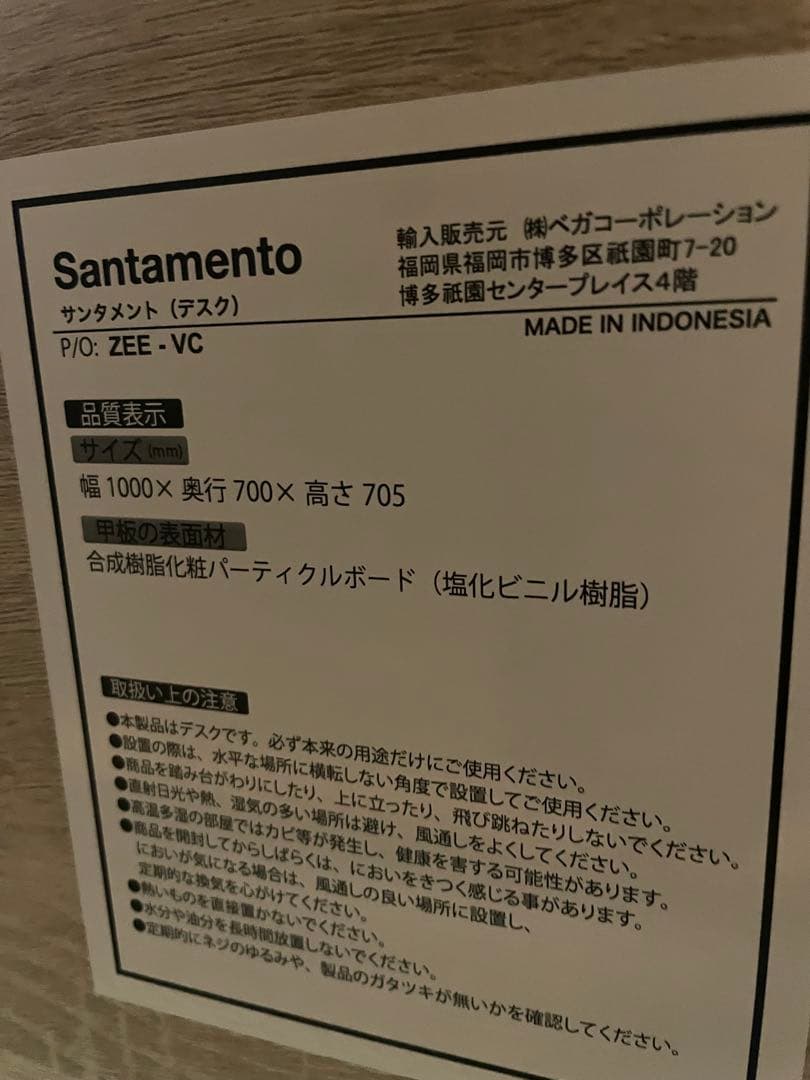 Santamento
サンタメント（デスク）
輸入販売元 ㈱ベガコーポレーション
福岡県福岡市博多区祇園町7-20
博多祇園センタープレイス4階
MADE IN INDONESIA
P/O: ZEE - VC
品質表示
サイズ(mm)
幅 1000× 奥行 700× 高さ 705
甲板の表面材
合成樹脂化粧パーティクルボード（塩化ビニル樹脂）
取扱い上の注意
●本製品はデスクです。必ず本来の用途だけにご使用ください。
●設置の際は、水平な場所に横転しない角度で設置してご使用ください。
●商品を踏み台がわりにしたり、上に立ったり、飛び跳ねたりしないでください。
●直射日光や熱、湿気の多い場所は避け、風通しをよくしてください。
●高温多湿の部屋ではカビ等が発生し、健康を害する可能性があります。
●商品を開封してからしばらくは、においをきつく感じる事があります。
においが気になる場合は、風通しの良い場所に設置し、
定期的な換気を心がけてください。
●熱いものを直接置かないでください。
●水分や油分を長時間放置しないでください。
●定期的にネジのゆるみや、製品のガタツキが無いかを確認してください。